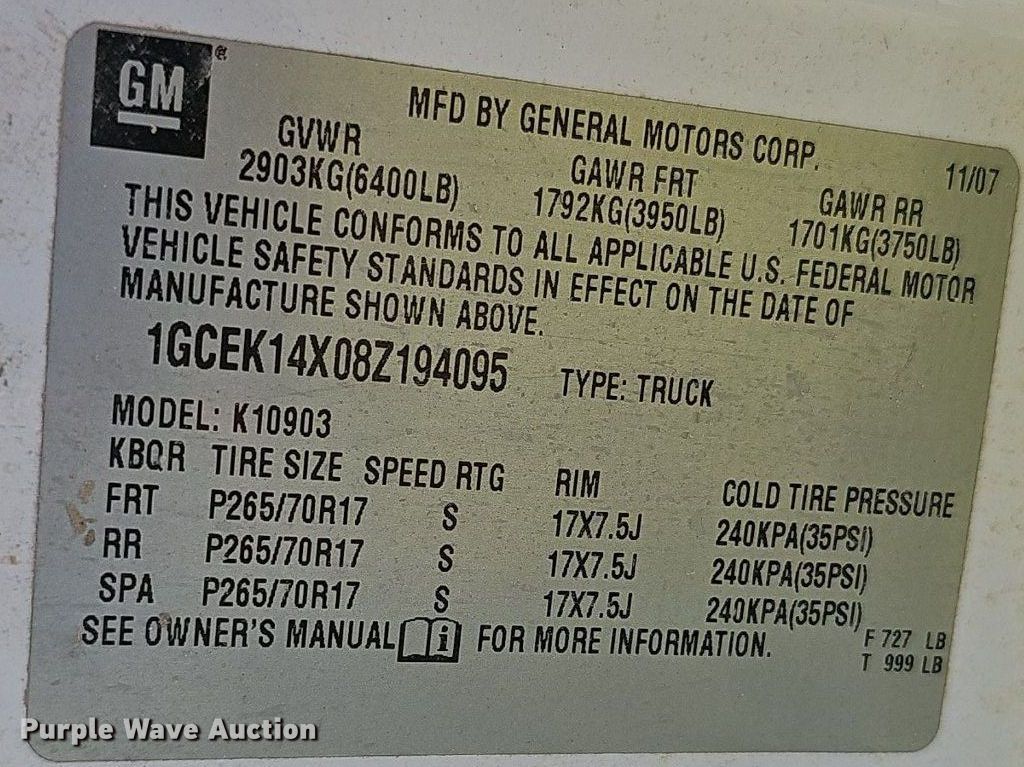 GM®
MFD BY GENERAL MOTORS CORP.
11/07
GVWR GAWR FRT GAWR RR
2903KG(6400LB) 1792KG(3950LB) 1701KG(3750LB)
THIS VEHICLE CONFORMS TO ALL APPLICABLE U.S. FEDERAL MOTOR
VEHICLE SAFETY STANDARDS IN EFFECT ON THE DATE OF
MANUFACTURE SHOWN ABOVE.
1GCEK14X08Z194095 TYPE: TRUCK
MODEL: K10903
KBQR TIRE SIZE SPEED RTG RIM COLD TIRE PRESSURE
FRT P265/70R17 S 17X7.5J 240KPA(35PSI)
RR P265/70R17 S 17X7.5J 240KPA(35PSI)
SPA P265/70R17 S 17X7.5J 240KPA(35PSI)
SEE OWNER'S MANUAL i FOR MORE INFORMATION.
F 727 LB
T 999 LB
Purple Wave Auction